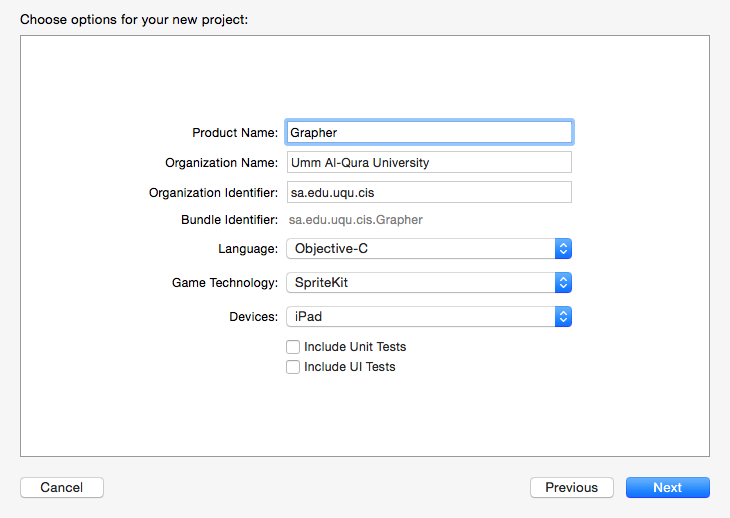 Choose options for your new project:
Product Name: Grapher
Organization Name: Umm Al-Qura University
Organization Identifier: sa.edu.uqu.cis
Bundle Identifier: sa.edu.uqu.cis.Grapher
Language: Objective-C
Game Technology: SpriteKit
Devices: iPad
Include Unit Tests
Include UI Tests
Cancel Previous Next